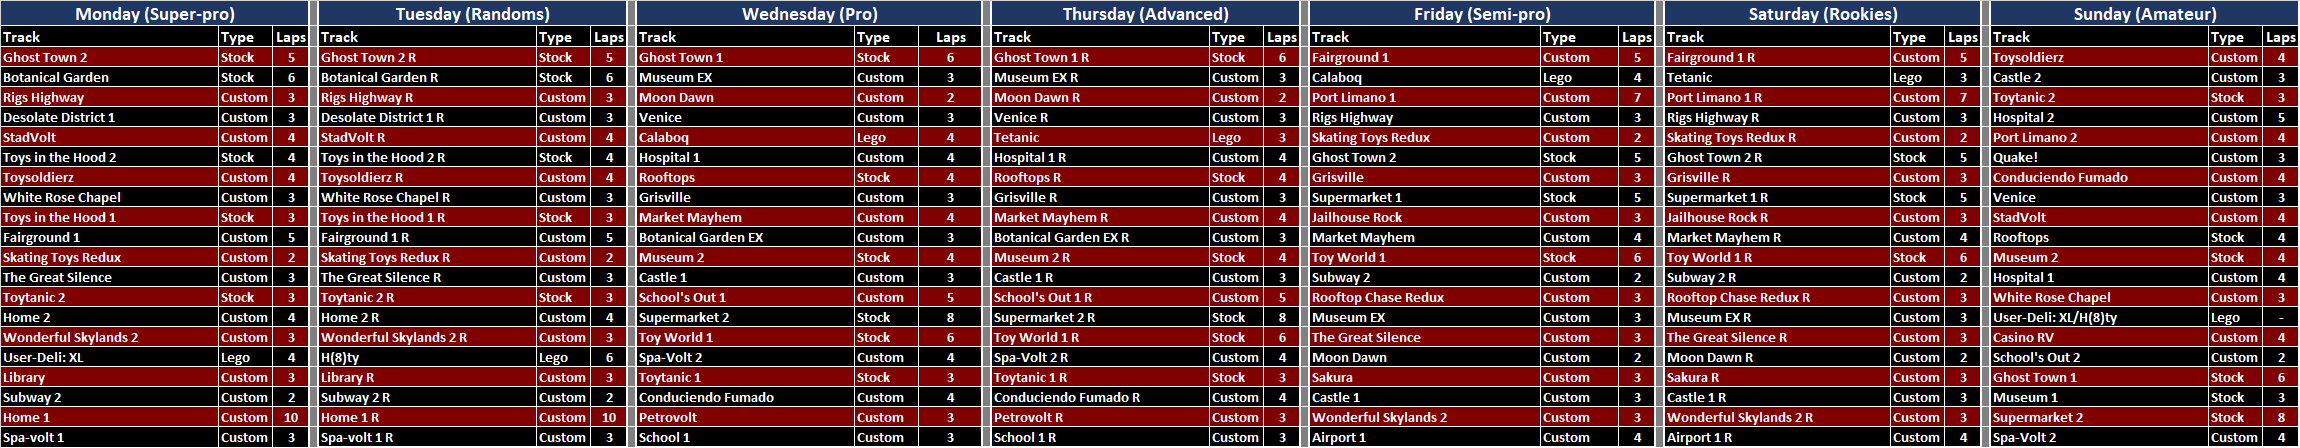 Monday (Super-pro) Tuesday (Randoms) Wednesday (Pro) Thursday (Advanced) Friday (Semi-pro) Saturday (Rookies) Sunday (Amateur)
Track Type Laps Track Type Laps Track Type Laps Track Type Laps Track Type Laps Track Type Laps Track Type Laps
Ghost Town 2 Stock 5 Ghost Town 2 R Stock 5 Ghost Town 1 Stock 6 Ghost Town 1 R Stock 6 Fairground 1 Custom 5 Fairground 1 R Custom 5 Toysoldierz Custom 4
Botanical Garden Stock 6 Botanical Garden R Stock 6 Museum EX Custom 3 Museum EX R Custom 3 Calaboq Lego 4 Tetanic Lego 3 Castle 2 Custom 3
Rigs Highway Custom 3 Rigs Highway R Custom 3 Moon Dawn Custom 2 Moon Dawn R Custom 2 Port Limano 1 Custom 7 Port Limano 1 R Custom 7 Toytanic 2 Stock 3
Desolate District 1 Custom 3 Desolate District 1 R Custom 3 Venice Custom 3 Venice R Custom 3 Rigs Highway Custom 3 Rigs Highway R Custom 3 Hospital 2 Custom 5
StadVolt Custom 4 StadVolt R Custom 4 Calaboq Lego 4 Tetanic Lego 3 Skating Toys Redux Custom 2 Skating Toys Redux R Custom 2 Port Limano 2 Custom 4
Toys in the Hood 2 Stock 4 Toys in the Hood 2 R Stock 4 Hospital 1 Custom 4 Hospital 1 R Custom 4 Ghost Town 2 Stock 5 Ghost Town 2 R Stock 5 Quake! Custom 3
Toysoldierz Custom 4 Toysoldierz R Custom 4 Rooftops Stock 4 Rooftops R Stock 4 Grisville Custom 3 Grisville R Custom 3 Conduciendo Fumado Custom 4
White Rose Chapel Custom 3 White Rose Chapel R Custom 3 Grisville Custom 3 Grisville R Custom 3 Supermarket 1 Stock 5 Supermarket 1 R Stock 5 Venice Custom 3
Toys in the Hood 1 Stock 3 Toys in the Hood 1 R Stock 3 Market Mayhem Custom 4 Market Mayhem R Custom 4 Jailhouse Rock Custom 3 Jailhouse Rock R Custom 3 StadVolt Custom 4
Fairground 1 Custom 5 Fairground 1 R Custom 5 Botanical Garden EX Custom 3 Botanical Garden EX R Custom 3 Market Mayhem Custom 4 Market Mayhem R Custom 4 Rooftops Stock 4
Skating Toys Redux Custom 2 Skating Toys Redux R Custom 2 Museum 2 Stock 4 Museum 2 R Stock 4 Toy World 1 Stock 6 Toy World 1 R Stock 6 Museum 2 Stock 4
The Great Silence Custom 3 The Great Silence R Custom 3 Castle 1 Custom 3 Castle 1 R Custom 3 Subway 2 Custom 2 Subway 2 R Custom 2 Hospital 1 Custom 4
Toytanic 2 Stock 3 Toytanic 2 R Stock 3 School's Out 1 Custom 5 School's Out 1 R Custom 5 Rooftop Chase Redux Custom 3 Rooftop Chase Redux R Custom 3 White Rose Chapel Custom 3
Home 2 Custom 4 Home 2 R Custom 4 Supermarket 2 Stock 8 Supermarket 2 R Stock 8 Museum EX Custom 3 Museum EX R Custom 3 User-Deli: XL/H(8)ty Lego -
Wonderful Skylands 2 Custom 3 Wonderful Skylands 2 R Custom 3 Toy World 1 Stock 6 Toy World 1 R Stock 6 The Great Silence Custom 3 The Great Silence R Custom 3 Casino RV Custom 4
User-Deli: XL Lego 4 H(8)ty Lego 6 Spa-Volt 2 Custom 4 Spa-Volt 2 R Custom 4 Moon Dawn Custom 2 Moon Dawn R Custom 2 School's Out 2 Custom 2
Library Custom 3 Library R Custom 3 Toytanic 1 Stock 3 Toytanic 1 R Stock 3 Sakura Custom 3 Sakura R Custom 3 Ghost Town 1 Stock 6
Subway 2 Custom 2 Subway 2 R Custom 2 Conduciendo Fumado Custom 4 Conduciendo Fumado R Custom 4 Castle 1 Custom 3 Castle 1 R Custom 3 Museum 1 Stock 3
Home 1 Custom 10 Home 1 R Custom 10 Petrovolt Custom 3 Petrovolt R Custom 3 Wonderful Skylands 2 Custom 3 Wonderful Skylands 2 R Custom 3 Supermarket 2 Stock 8
Spa-volt 1 Custom 3 Spa-volt 1 R Custom 3 School 1 Custom 3 School 1 R Custom 3 Airport 1 Custom 4 Airport 1 R Custom 4 Spa-Volt 2 Custom 4